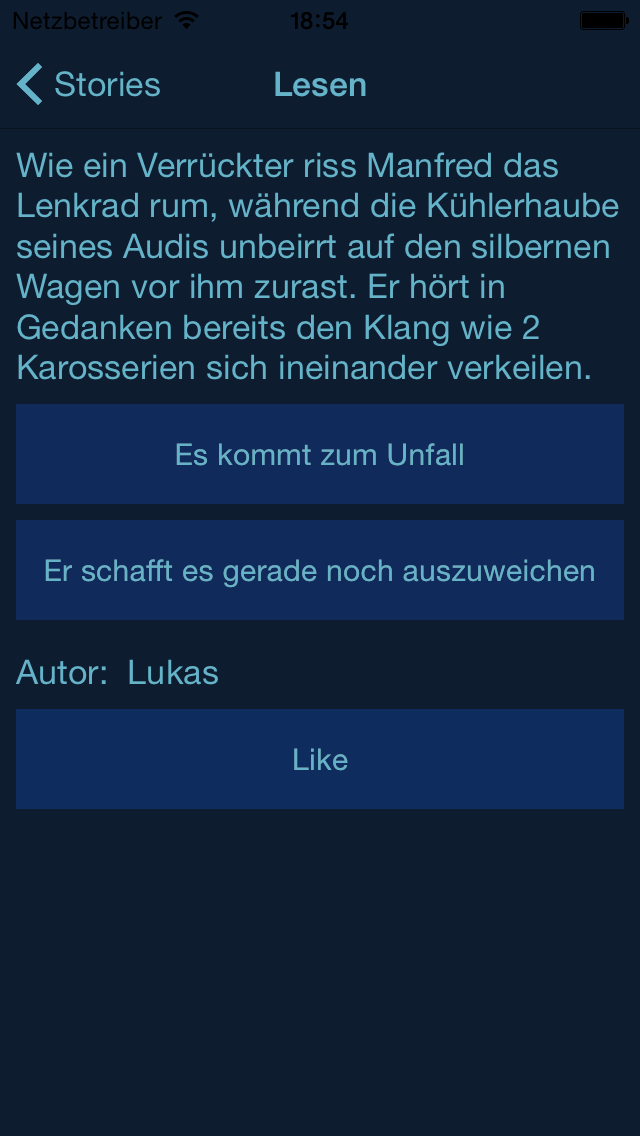 Netzbetreiber 18:54
Stories Lesen
Wie ein Verrückter riss Manfred das
Lenkrad rum, während die Kühlerhaube
seines Audis unbeirrt auf den silbernen
Wagen vor ihm zurast. Er hört in
Gedanken bereits den Klang wie 2
Karosserien sich ineinander verkeilen.
Es kommt zum Unfall
Er schafft es gerade noch auszuweichen
Autor: Lukas
Like